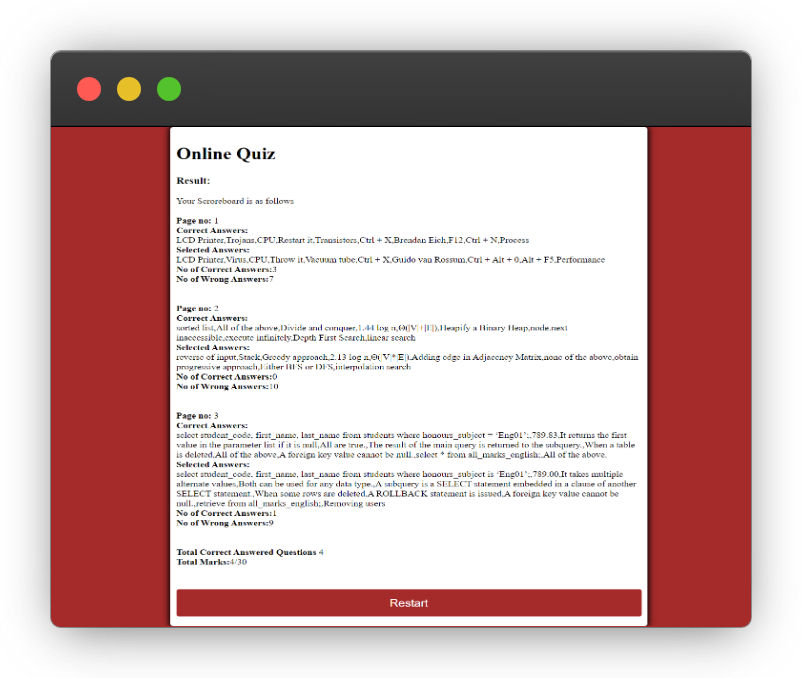 Online Quiz
Result:
Your Scroreboard is as follows
Page no: 1
Correct Answers:
LCD Printer,Trojans,CPU,Restart it,Transistors,Ctrl + X,Brendan Eich,F12,Ctrl + N,Process
Selected Answers:
LCD Printer,Virus,CPU,Throw it,Vacuum tube,Ctrl + X,Guido van Rossum,Ctrl + Alt + 0,Alt + F5,Performance
No of Correct Answers:3
No of Wrong Answers:7
Page no: 2
Correct Answers:
sorted list,All of the above,Divide and conquer,1.44 log n,Θ(|V|+|E|),Heapify a Binary Heap,node.next
inaccessible,execute infinitely,Depth First Search,linear search
Selected Answers:
reverse of input,Stack,Greedy approach,2.13 log n,Θ(|V|*|E|),Adding edge in Adjacency Matrix,none of the above,obtain
progressive approach,Either BFS or DFS,interpolation search
No of Correct Answers:0
No of Wrong Answers:10
Page no: 3
Correct Answers:
select student_code, first_name, last_name from students where honours_subject = ‘Eng01’;,789.83,It returns the first
value in the parameter list if it is null,All are true.,The result of the main query is returned to the subquery.,When a table
is deleted,All of the above,A foreign key value cannot be null.,select * from all_marks_english;,All of the above.
Selected Answers:
select student_code, first_name, last_name from students where honours_subject is ‘Eng01’;,789.00,It takes multiple
alternate values,Both can be used for any data type.,A subquery is a SELECT statement embedded in a clause of another
SELECT statement.,When some rows are deleted,A ROLLBACK statement is issued,A foreign key value cannot be
null.,retrieve from all_marks_english;,Removing users
No of Correct Answers:1
No of Wrong Answers:9
Total Correct Answered Questions 4
Total Marks:4/30
Restart